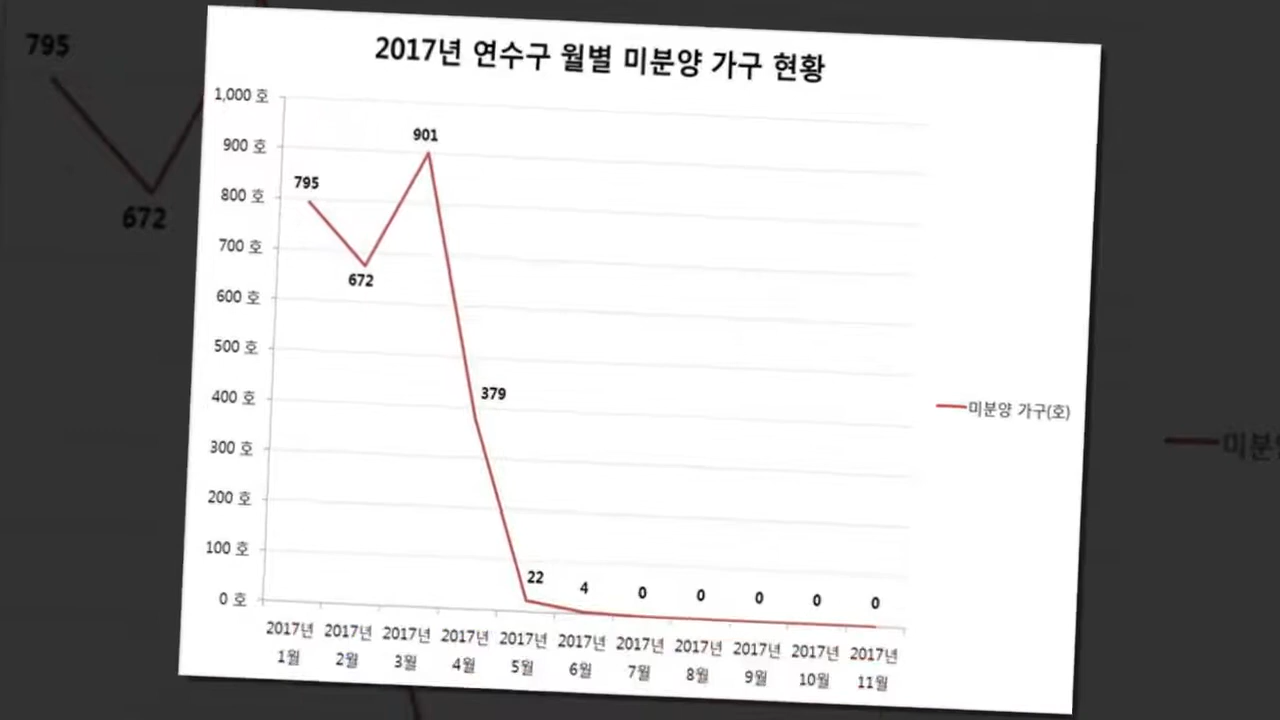 2017년 연수구 월별 미분양 가구 현황
1,000 호
900 호
800 호
700 호
600 호
500 호
400 호
300 호
200 호
100 호
0 호
795
672
901
379
22
4
0
0
0
0
0
2017년 1월
2017년 2월
2017년 3월
2017년 4월
2017년 5월
2017년 6월
2017년 7월
2017년 8월
2017년 9월
2017년 10월
2017년 11월
미분양 가구(호)
795
672